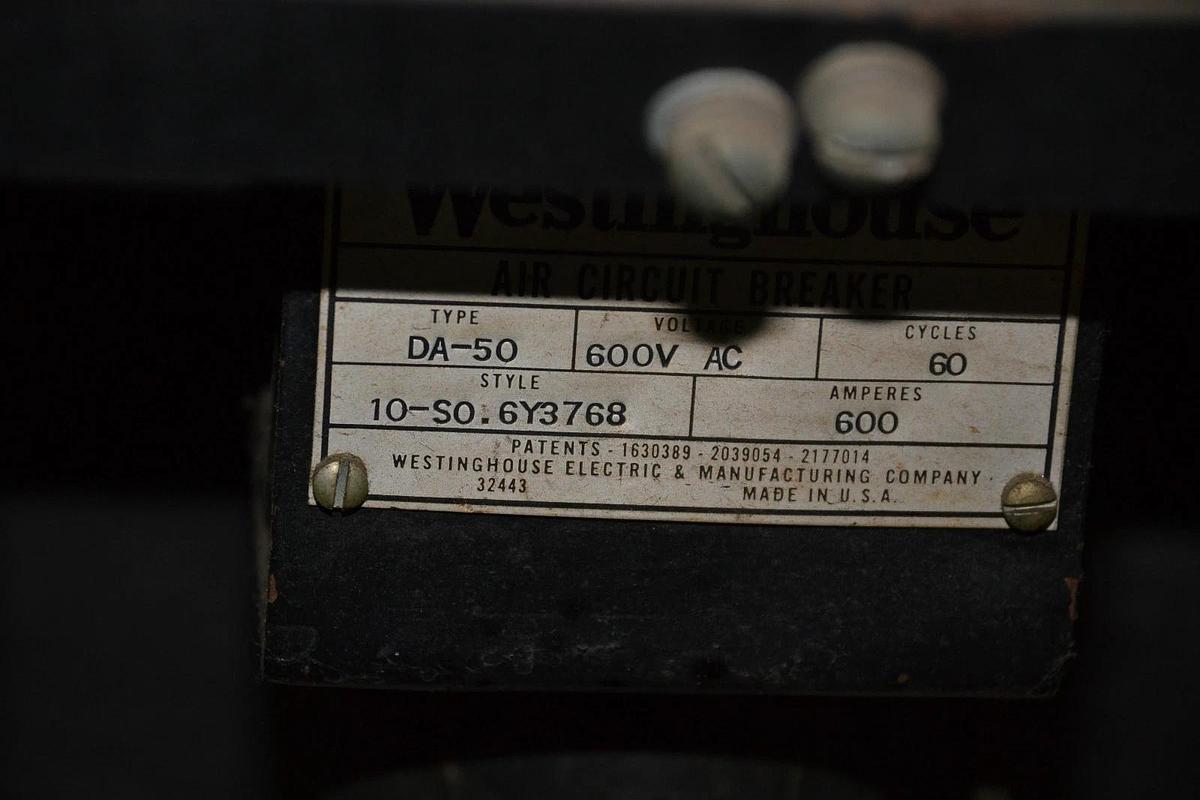 Westinghouse
AIR CIRCUIT BREAKER
TYPE VOLTAGE CYCLES
DA-50 600V AC 60
STYLE AMPERES
10-SO.6Y3768 600
PATENTS - 1630389 - 2039054 - 2177014
WESTINGHOUSE ELECTRIC & MANUFACTURING COMPANY
32443 MADE IN U.S.A.